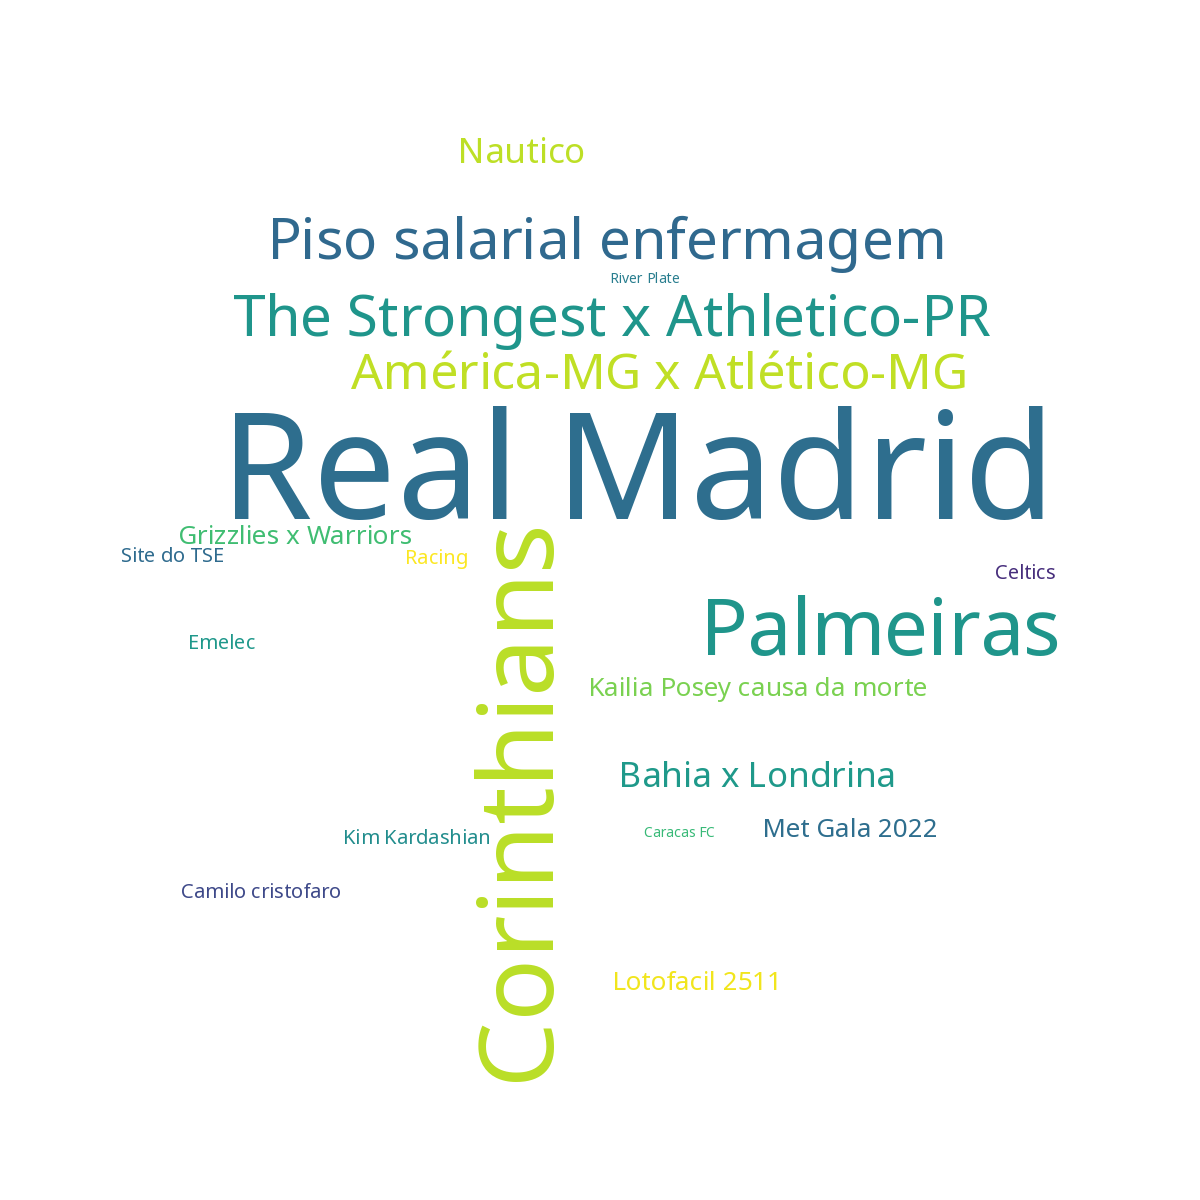 Nautico
Piso salarial enfermagem
River Plate
The Strongest x Athletico-PR
América-MG x Atlético-MG
Real Madrid
Grizzlies x Warriors
Site do TSE
Racing
Corinthians
Celtics
Palmeiras
Emelec
Kailia Posey causa da morte
Bahia x Londrina
Kim Kardashian
Caracas FC
Met Gala 2022
Camilo cristofaro
Lotofacil 2511